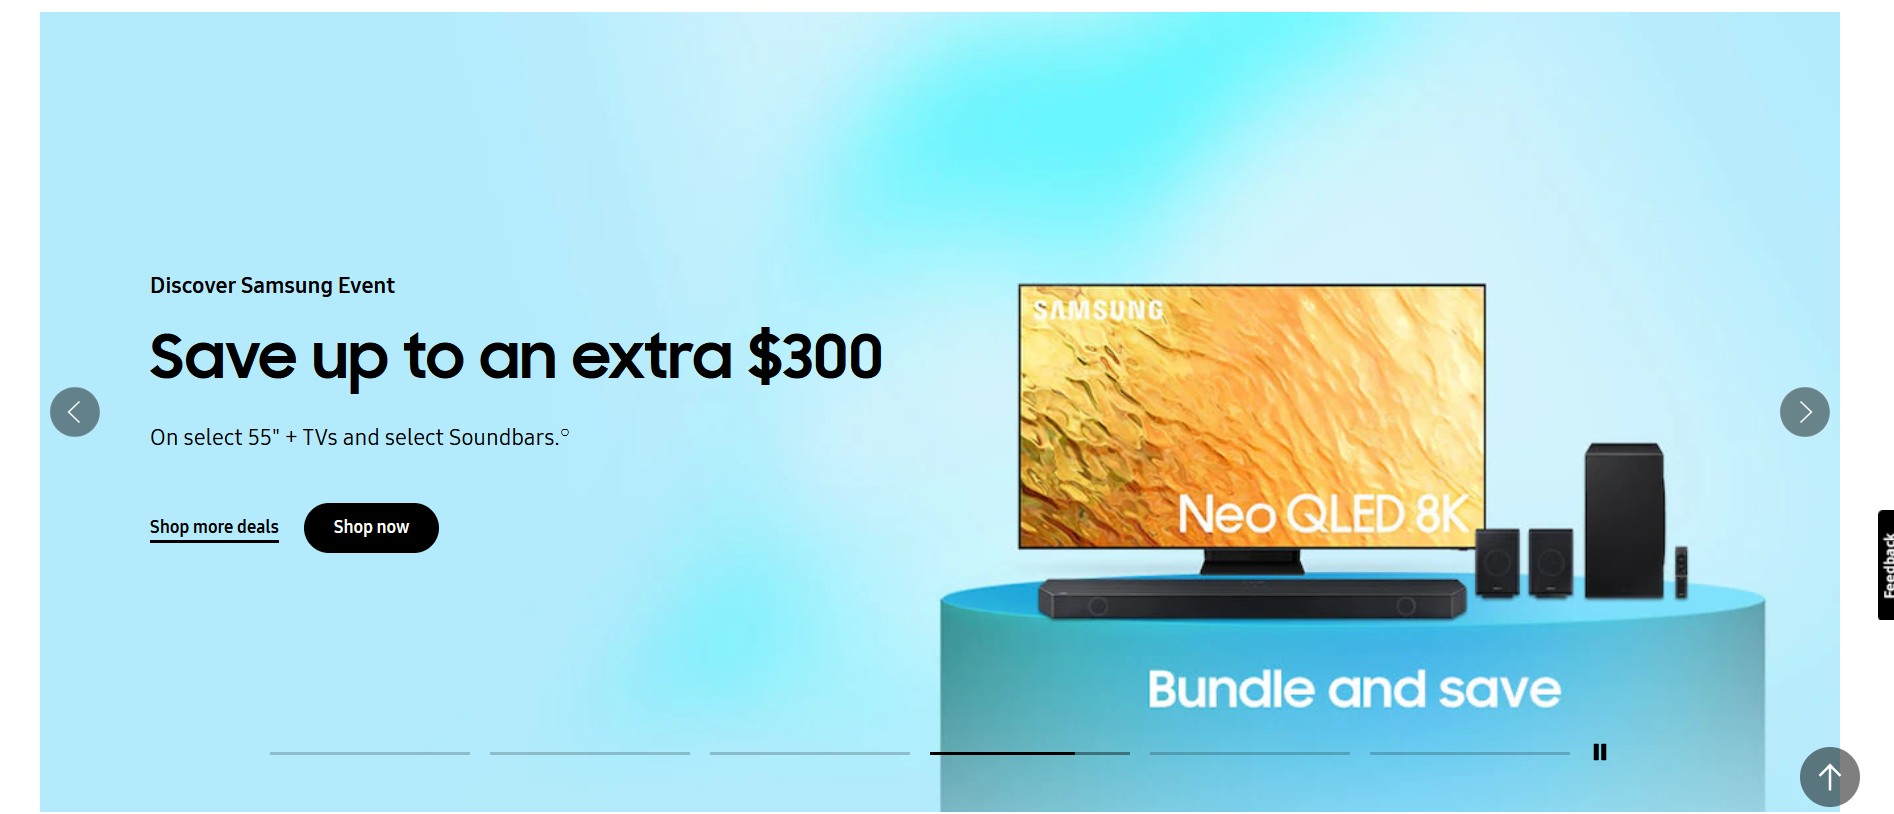 Discover Samsung Event
Save up to an extra $300
On select 55" + TVs and select Soundbars.○
Shop more deals
Shop now
SAMSUNG
Neo QLED 8K
Bundle and save
Feedback